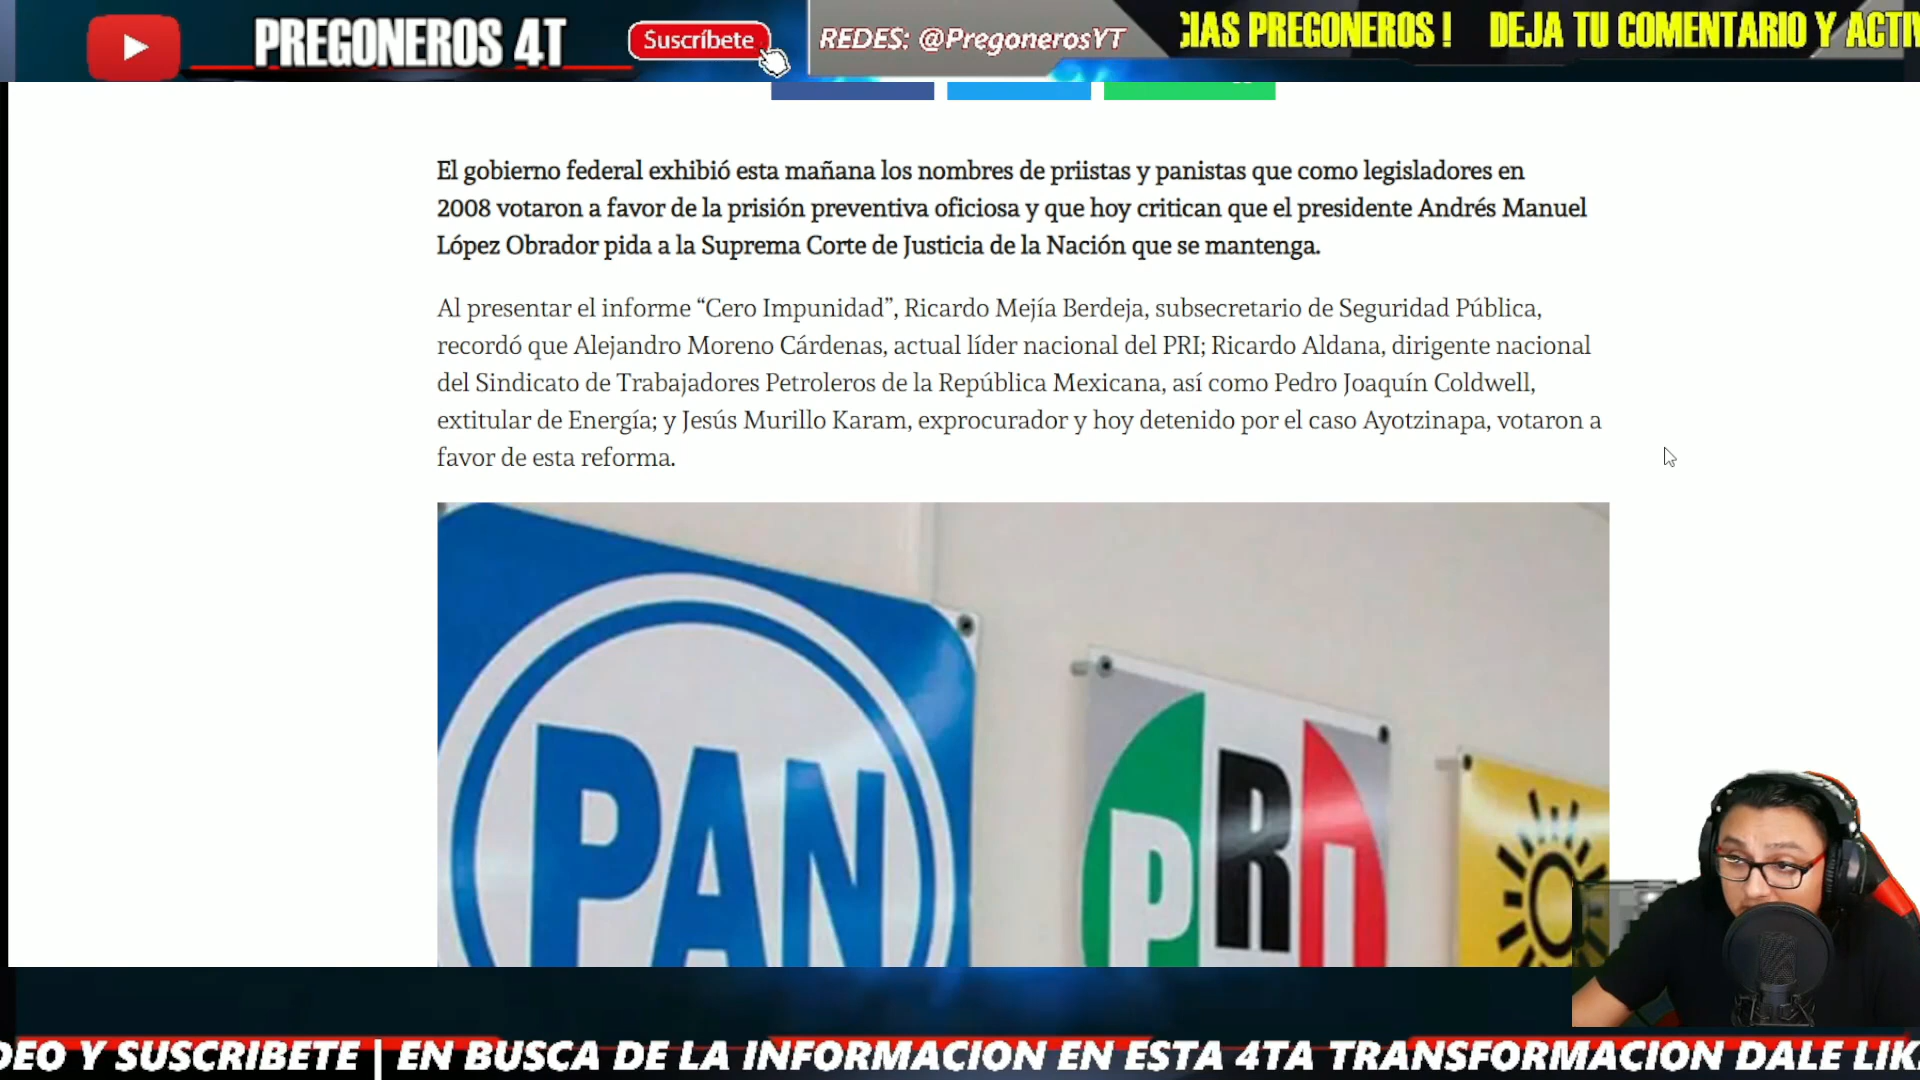 PREGONEROS 4T
Suscríbete
REDES: @PregonerosYT
PREGONEROS ! DEJA TU COMENTARIO Y
El gobierno federal exhibió esta mañana los nombres de priistas y panistas que como legisladores en
2008 votaron a favor de la prisión preventiva oficiosa y que hoy critican que el presidente Andrés Manuel
López Obrador pida a la Suprema Corte de Justicia de la Nación que se mantenga.
Al presentar el informe “Cero Impunidad”, Ricardo Mejía Berdeja, subsecretario de Seguridad Pública,
recordó que Alejandro Moreno Cárdenas, actual líder nacional del PRI; Ricardo Aldana, dirigente nacional
del Sindicato de Trabajadores Petroleros de la República Mexicana, así como Pedro Joaquín Coldwell,
extitular de Energía; y Jesús Murillo Karam, exprocurador y hoy detenido por el caso Ayotzinapa, votaron a
favor de esta reforma.
PAN
PRI
Y SUSCRIBETE | EN BUSCA DE LA INFORMACION EN ESTA 4TA TRANSFORMACION DALE